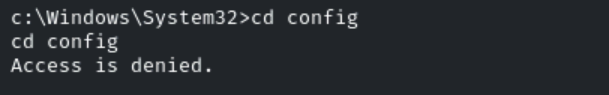 c:\Windows\System32>cd config
cd config
Access is denied.